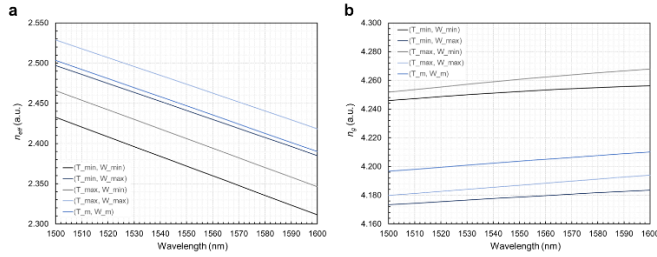 a
b
2.550
2.500
2.450
2.400
2.350
2.300
n_eff (a.u.)
(T_min, W_min)
(T_min, W_max)
(T_max, W_min)
(T_max, W_max)
(T_m, W_m)
1500 1510 1520 1530 1540 1550 1560 1570 1580 1590 1600
Wavelength (nm)
4.300
4.280
4.260
4.240
4.220
4.200
4.180
4.160
n_g (a.u.)
(T_min, W_min)
(T_min, W_max)
(T_max, W_min)
(T_max, W_max)
(T_m, W_m)
1500 1510 1520 1530 1540 1550 1560 1570 1580 1590 1600
Wavelength (nm)